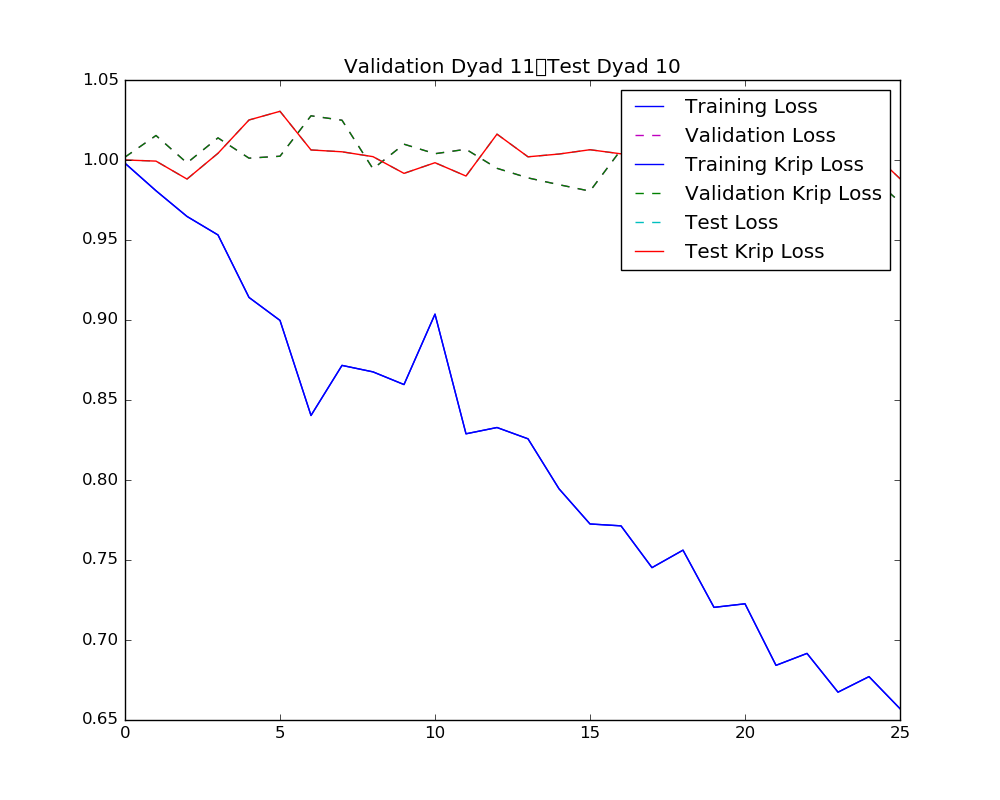 Validation Dyad 11▯Test Dyad 10
1.05
1.00
0.95
0.90
0.85
0.80
0.75
0.70
0.65
Training Loss
Validation Loss
Training Krip Loss
Validation Krip Loss
Test Loss
Test Krip Loss
0 5 10 15 20 25